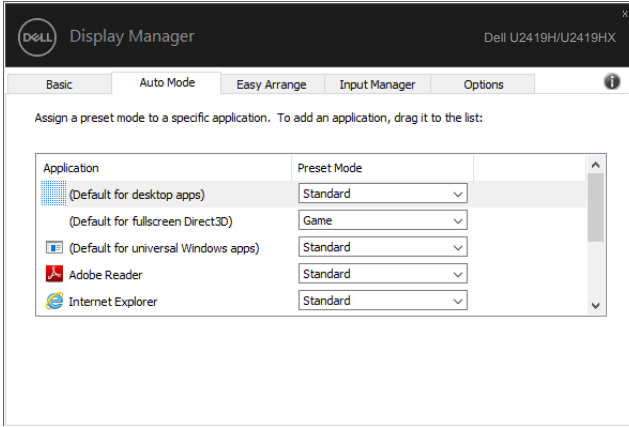 DELL Display Manager Dell U2419H/U2419HX
Basic Auto Mode Easy Arrange Input Manager Options
Assign a preset mode to a specific application. To add an application, drag it to the list:
Application Preset Mode
(Default for desktop apps) Standard
(Default for fullscreen Direct3D) Game
(Default for universal Windows apps) Standard
Adobe Reader Standard
Internet Explorer Standard